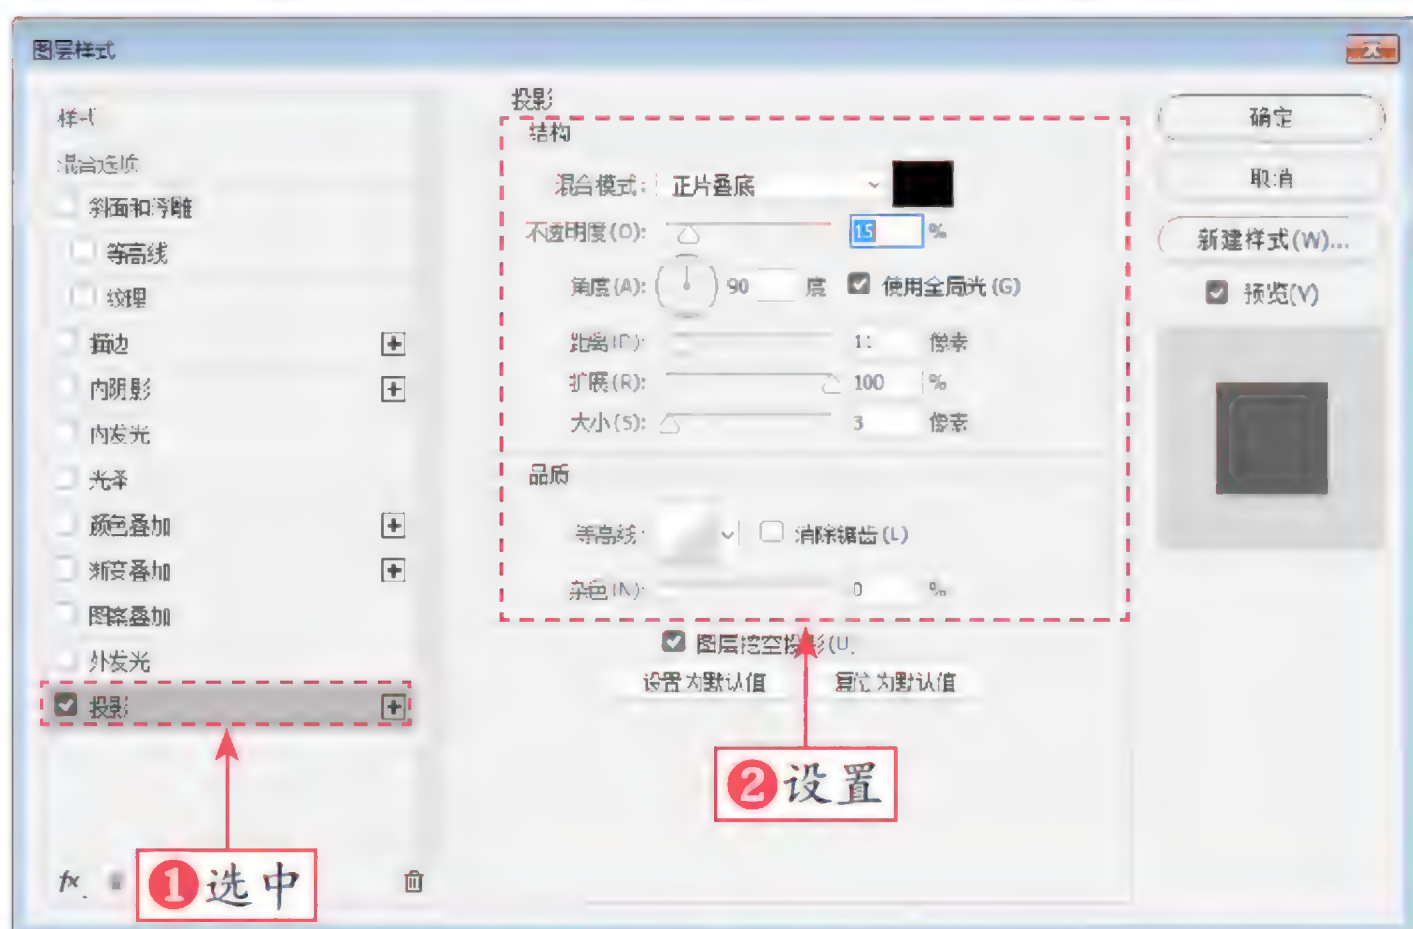 图层样式
样式
混合选项
斜面和浮雕
等高线
纹理
描边
内阴影
内发光
光泽
颜色叠加
渐变叠加
图案叠加
外发光
投影
fx
1 选中
投影
结构
混合模式: 正片叠底
不透明度(O): 15 %
角度(A): 90 度 使用全局光(G)
距离(D): 11 像素
扩展(R): 100 %
大小(S): 3 像素
品质
等高线: 消除锯齿(L)
杂色(N): 0 %
图层挖空投影(U)
设置为默认值 复位为默认值
2 设置
确定
取消
新建样式(W)...
预览(V)